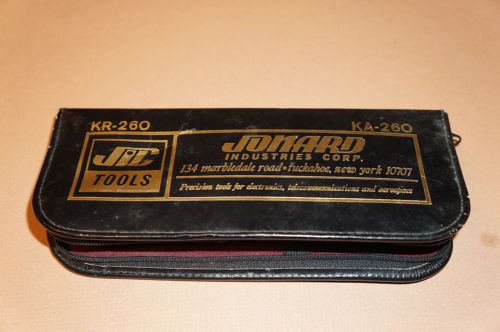 KR-260
KA-260
JIC
TOOLS
JONARD
INDUSTRIES CORP.
134 marbledale road • tuckahoe, new york 10707
Precision tools for electronics, telecommunications and aerospace